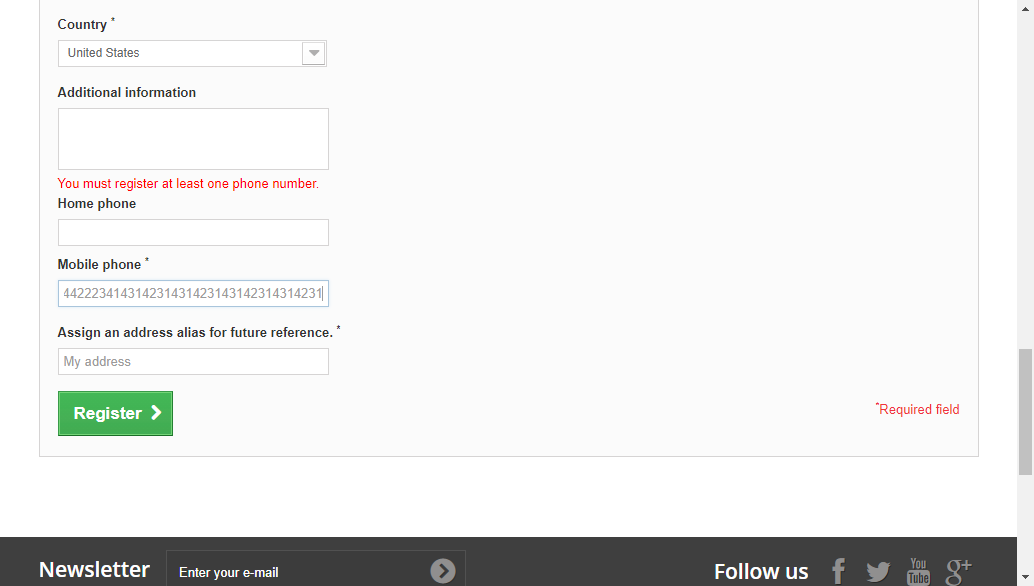 Country *
United States
Additional information
You must register at least one phone number.
Home phone
Mobile phone *
442223414314231431423143142314314231
Assign an address alias for future reference. *
My address
Register
*Required field
Newsletter
Enter your e-mail
Follow us
f
You
Tube
g+